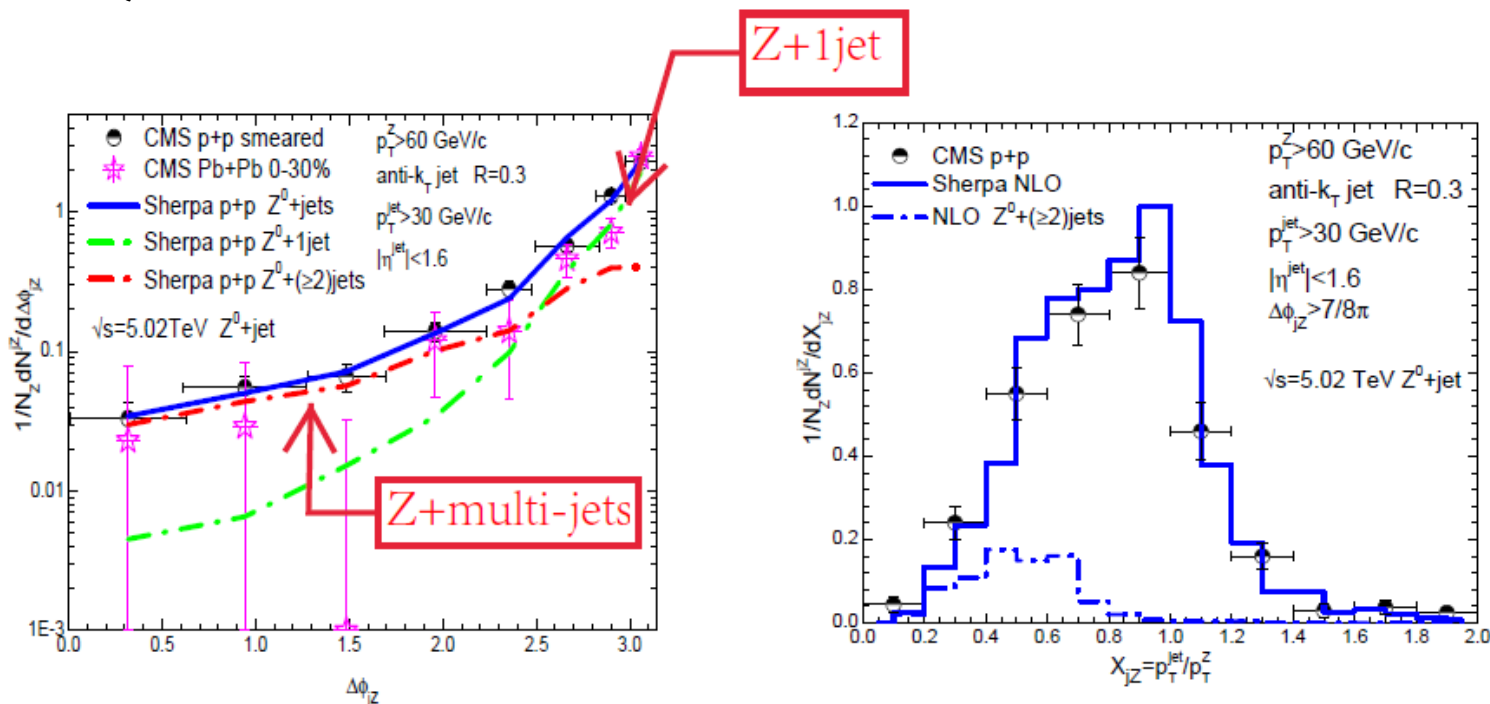 Z+1jet
CMS p+p smeared
CMS Pb+Pb 0-30%
Sherpa p+p Z⁰+jets
Sherpa p+p Z⁰+1jet
Sherpa p+p Z⁰+(≥2)jets
√s=5.02TeV Z⁰+jet
p_T^Z>60 GeV/c
anti-k_T jet R=0.3
p_T^jet>30 GeV/c
|η^jet|<1.6
Z+multi-jets
1/N_Z dN^jZ/dΔϕ_jZ
1
0.1
0.01
1E-3
0.0 0.5 1.0 1.5 2.0 2.5 3.0
Δϕ_jZ
CMS p+p
Sherpa NLO
NLO Z⁰+(≥2)jets
p_T^Z>60 GeV/c
anti-k_T jet R=0.3
p_T^jet>30 GeV/c
|η^jet|<1.6
Δϕ_jZ>7/8π
√s=5.02 TeV Z⁰+jet
1/N_Z dN^jZ/dX_jZ
1.2
1.0
0.8
0.6
0.4
0.2
0.0
0.0 0.2 0.4 0.6 0.8 1.0 1.2 1.4 1.6 1.8 2.0
X_jZ=p_T^jet/p_T^Z